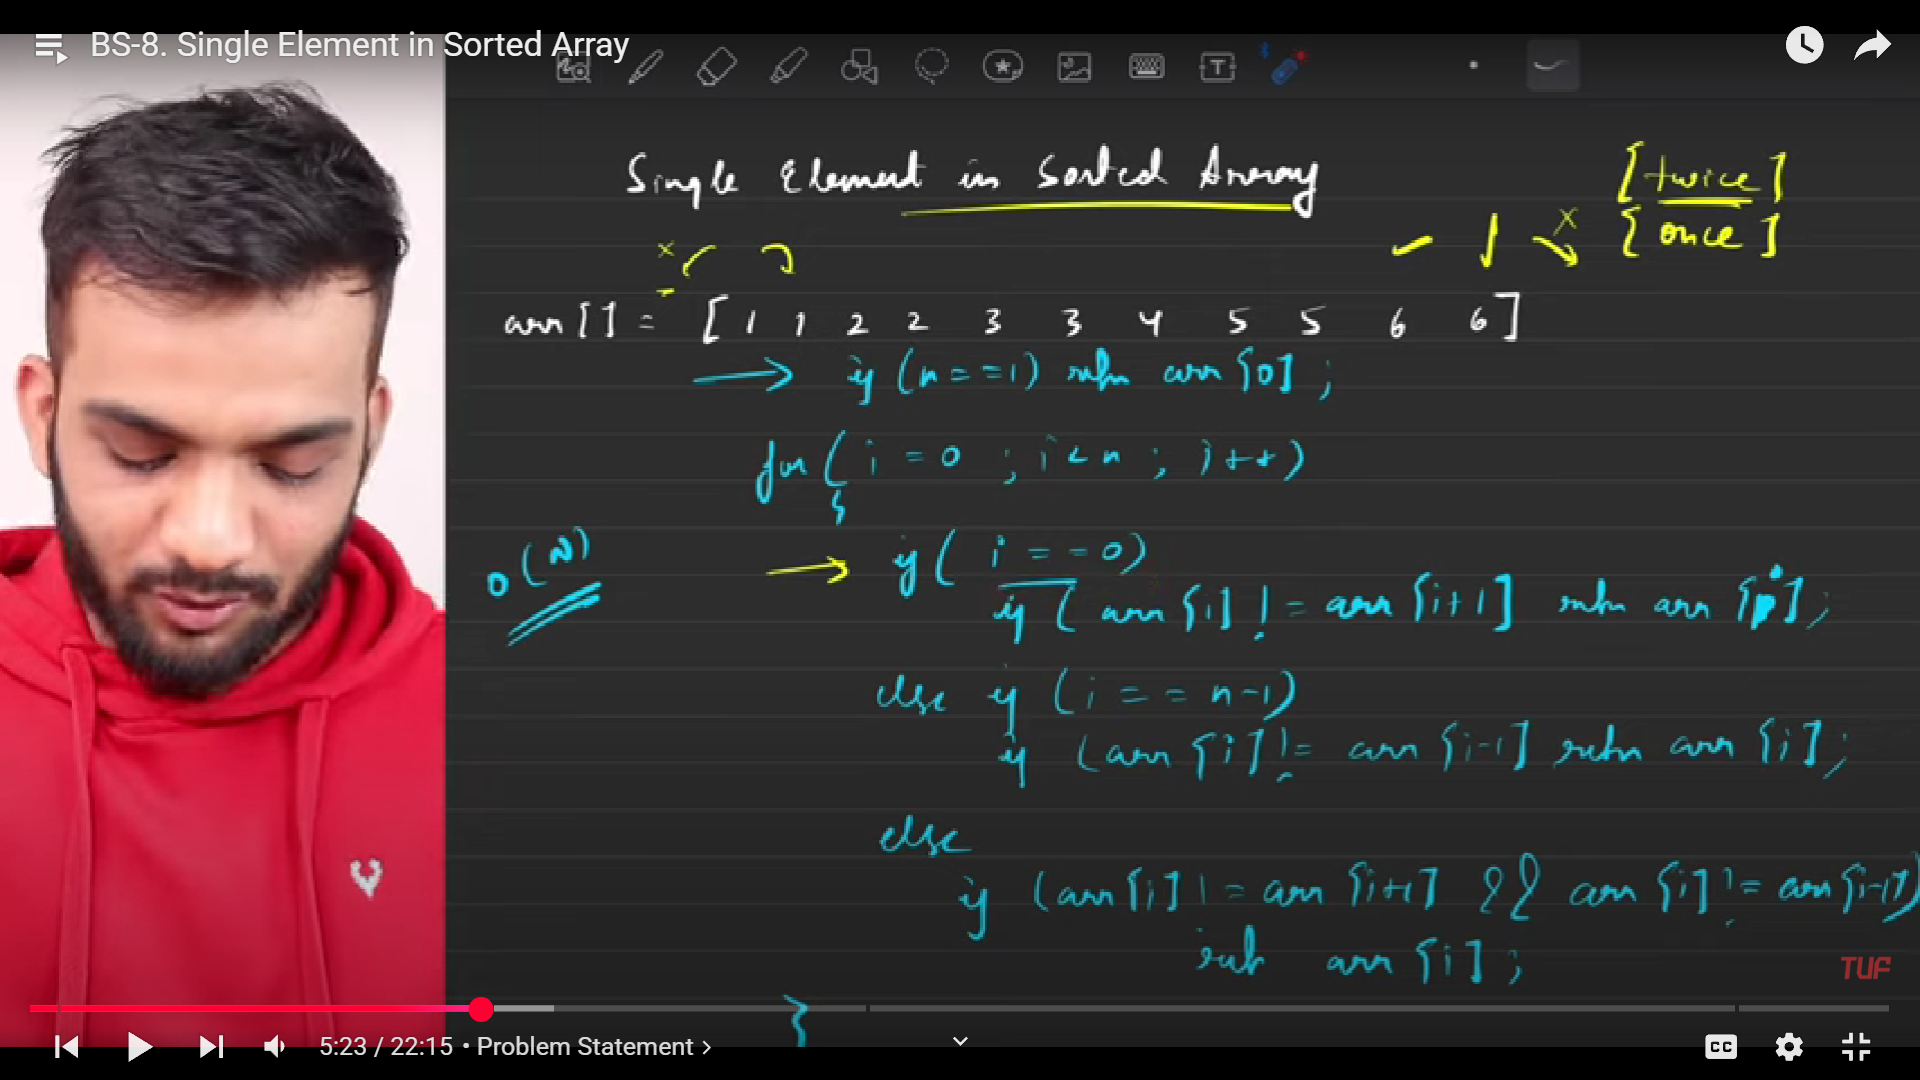 BS-8. Single Element in Sorted Array
Single Element in Sorted Array
[twice]
[once]
arr[] = [1 1 2 2 3 3 4 5 5 6 6]
if (n==1) return arr[0];
for(i=0; i<n; i++)
{
O(N)
if (i==0)
if (arr[i] != arr[i+1] return arr[i];
else if (i==n-1)
if (arr[i] != arr[i-1] return arr[i];
else
if (arr[i] != arr[i+1] && arr[i] != arr[i-1])
return arr[i];
TUF
}
5:23 / 22:15 • Problem Statement >
CC